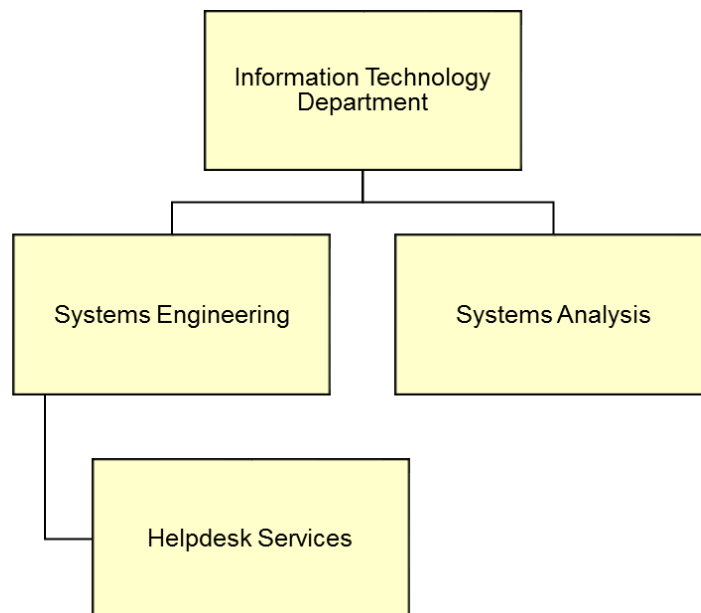 Information Technology
Department
Systems Engineering
Systems Analysis
Helpdesk Services